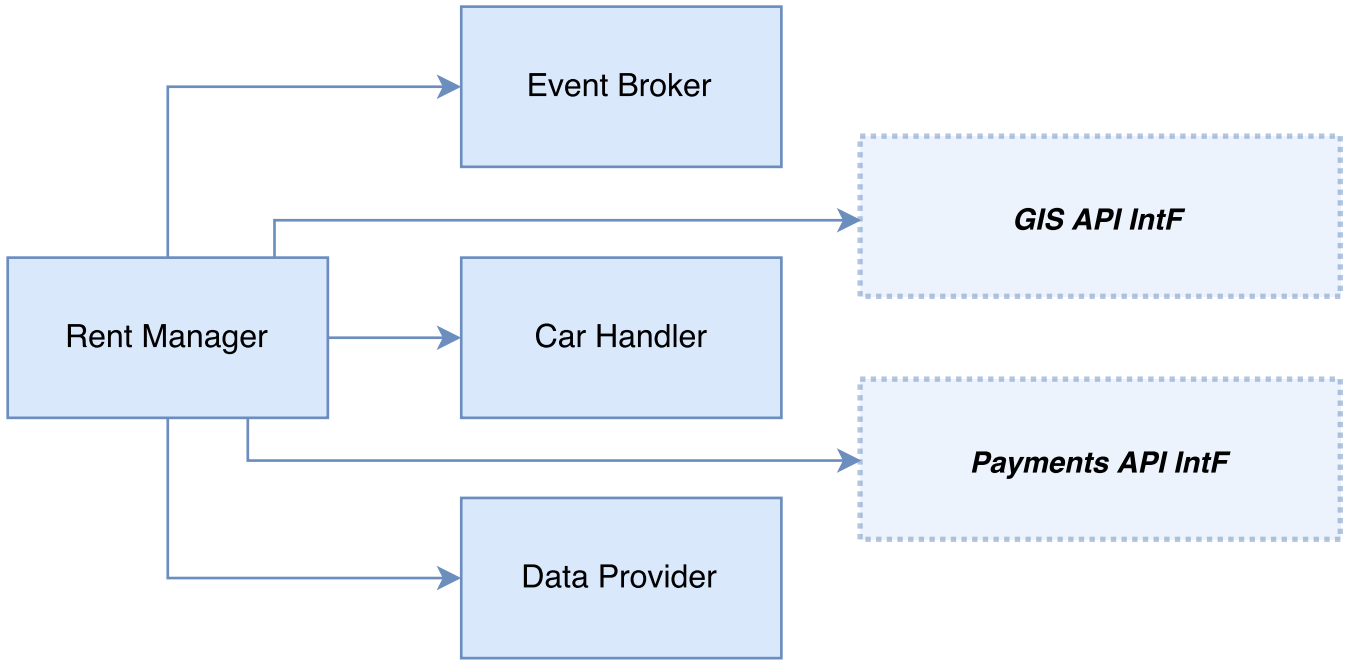 Event Broker
GIS API IntF
Rent Manager
Car Handler
Payments API IntF
Data Provider